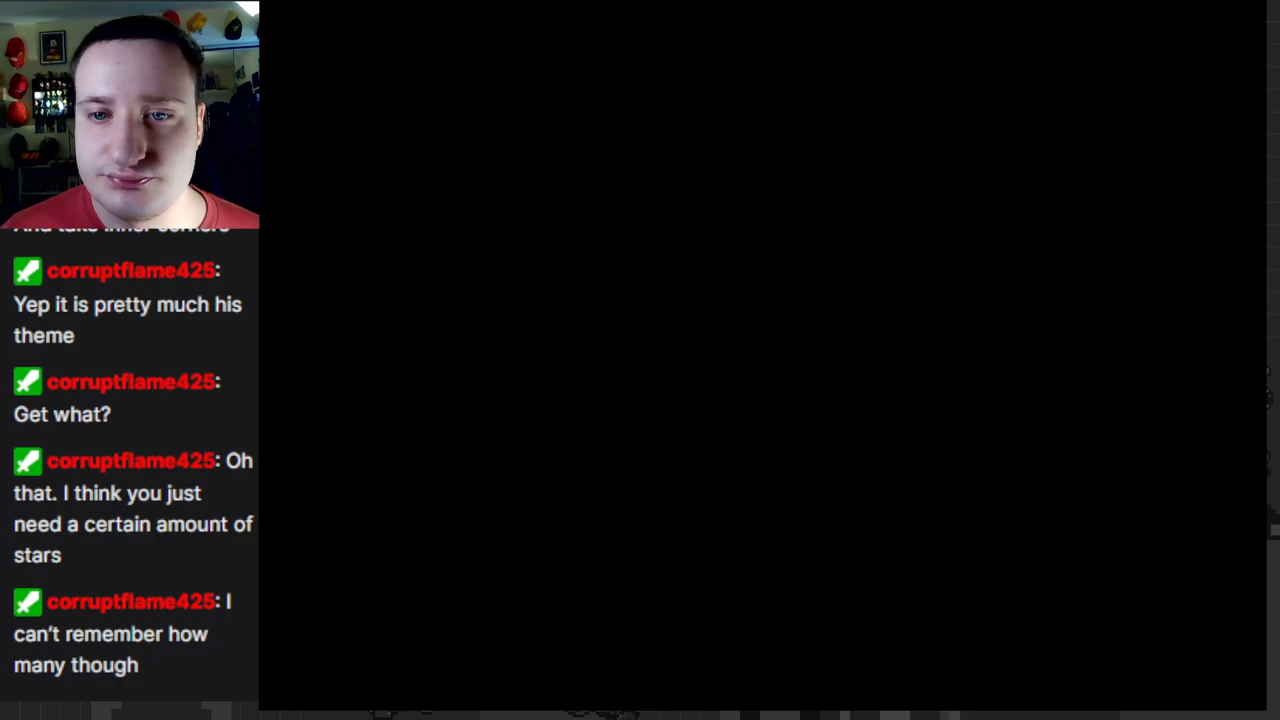 corruptflame425:
Yep it is pretty much his
theme
corruptflame425:
Get what?
corruptflame425: Oh
that. I think you just
need a certain amount of
stars
corruptflame425: I
can't remember how
many though